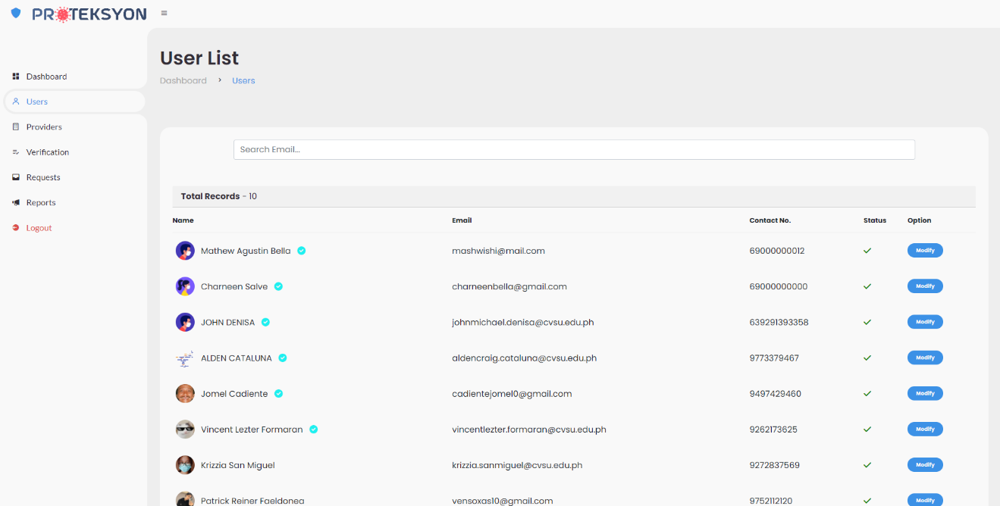 PROTEKSYON
User List
Dashboard > Users
Dashboard
Users
Providers
Verification
Requests
Reports
Logout
Search Email...
Total Records - 10
Name Email Contact No. Status Option
Mathew Agustin Bella mashwishi@mail.com 69000000012 Modify
Charneen Salve charneenbella@gmail.com 69000000000 Modify
JOHN DENISA johnmichael.denisa@cvsu.edu.ph 639291393358 Modify
ALDEN CATALUNA aldencraig.cataluna@cvsu.edu.ph 9773379467 Modify
Jomel Cadiente cadientejomel0@gmail.com 9497429460 Modify
Vincent Lezter Formaran vincentlezter.formaran@cvsu.edu.ph 9262173625 Modify
Krizzia San Miguel krizzia.sanmiguel@cvsu.edu.ph 9272837569 Modify
Patrick Reiner Faeldonea vensoxas10@gmail.com 9752112120 Modify